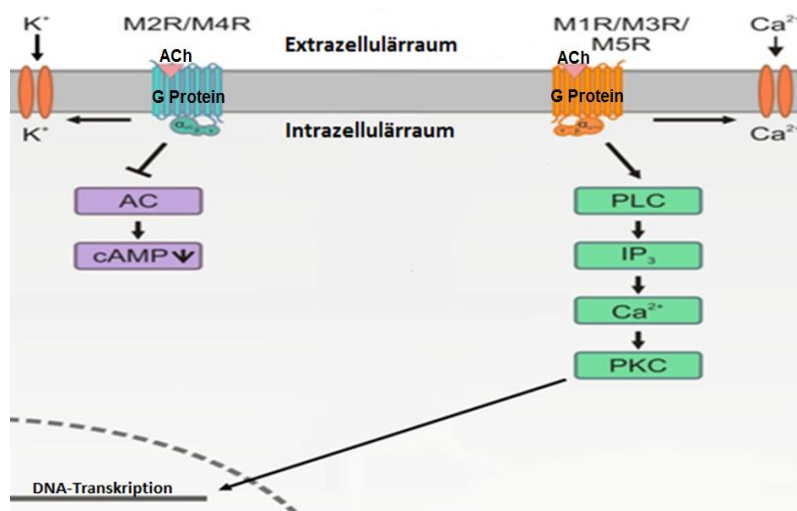 K⁺
M2R/M4R
Extrazellulärraum
M1R/M3R/
M5R
Ca²⁺
ACh
ACh
G Protein
G Protein
K⁺
Intrazellulärraum
Ca²⁺
AC
cAMP
PLC
IP₃
Ca²⁺
PKC
DNA-Transkription